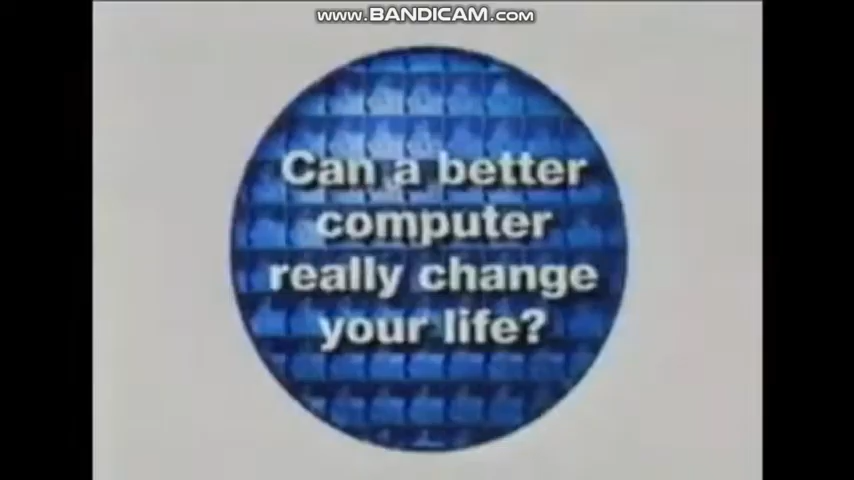 www.BANDICAM.com
Can a better
computer
really change
your life?